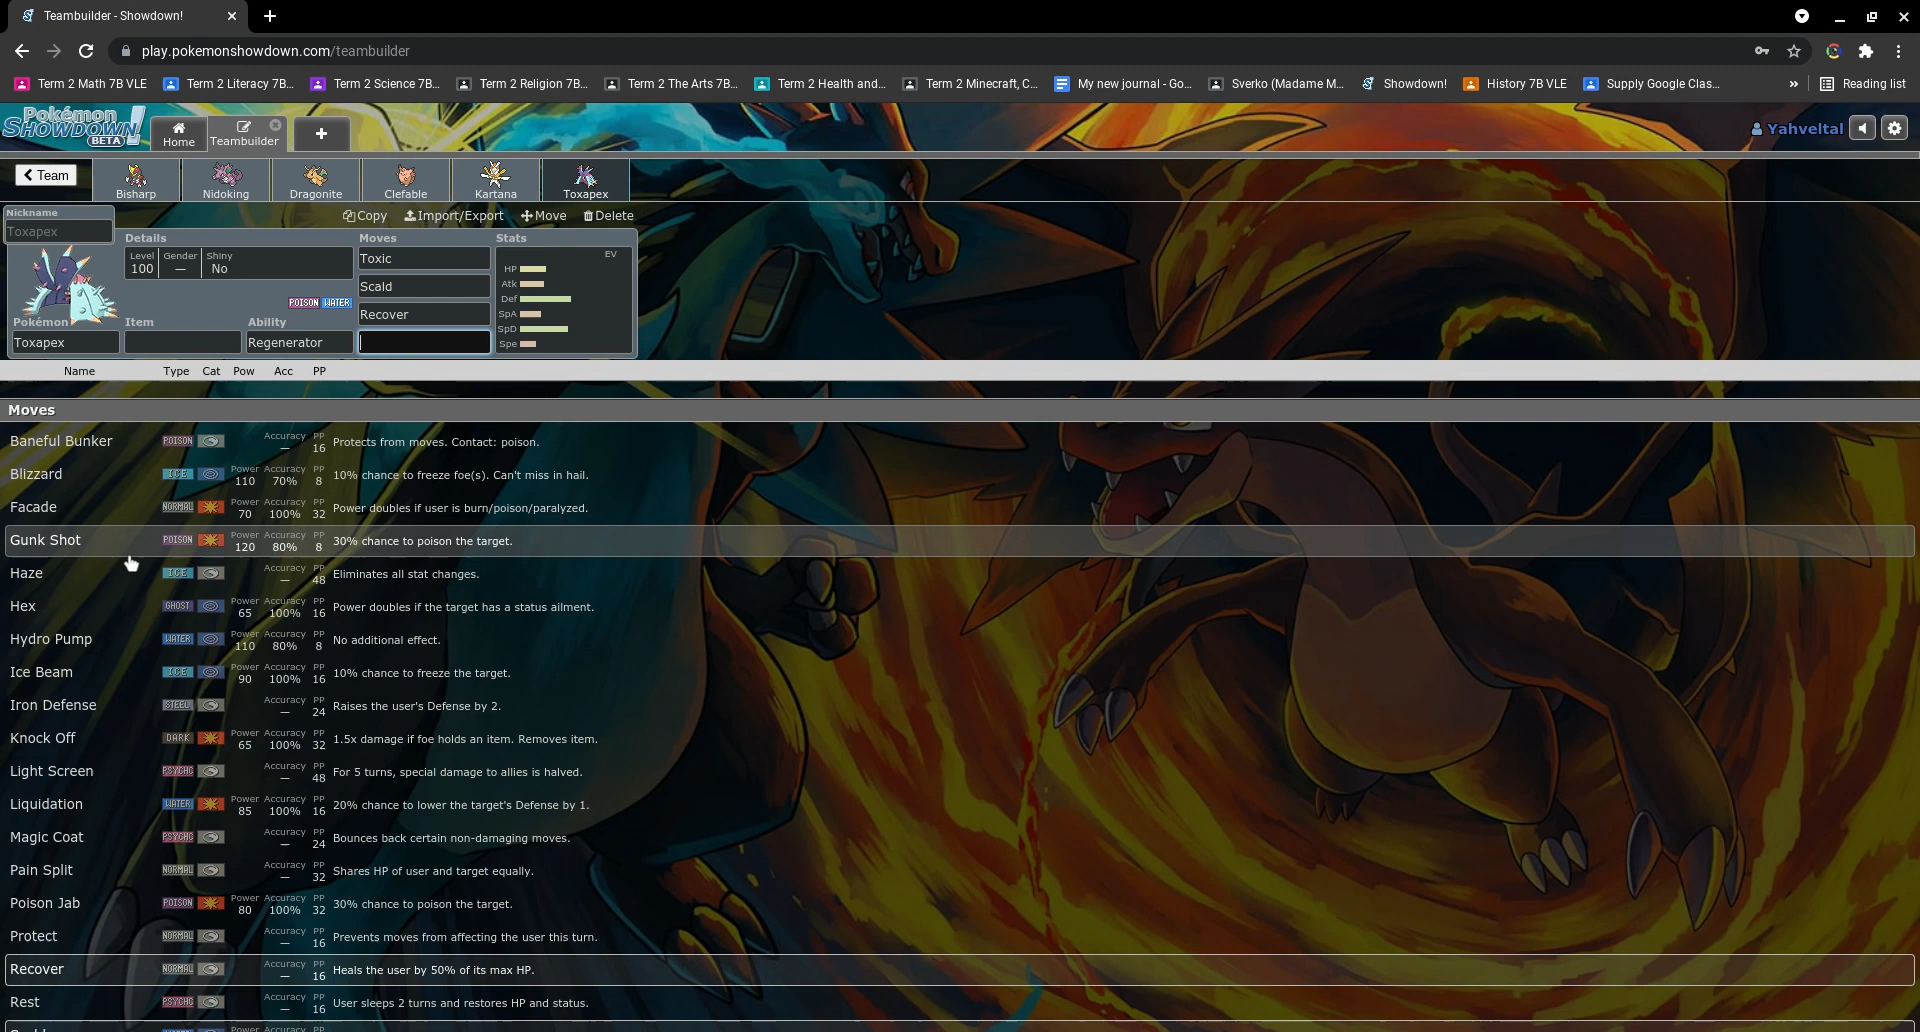 Teambuilder - Showdown!
play.pokemonshowdown.com/teambuilder
Term 2 Math 7B VLE
Term 2 Literacy 7B...
Term 2 Science 7B...
Term 2 Religion 7B...
Term 2 The Arts 7B...
Term 2 Health and...
Term 2 Minecraft, C...
My new journal - Go...
Sverko (Madame M...
Showdown!
History 7B VLE
Supply Google Clas...
»
Reading list
Pokémon
SHOWDOWN!
BETA
Home
Teambuilder
+
Yahveltal
Team
Bisharp
Nidoking
Dragonite
Clefable
Kartana
Toxapex
Copy
Import/Export
Move
Delete
Nickname
Toxapex
Details
Level Gender Shiny
100 — No
POISON WATER
Pokémon
Toxapex
Item
Ability
Regenerator
Moves
Toxic
Scald
Recover
Stats
EV
HP
Atk
Def
SpA
SpD
Spe
Name Type Cat Pow Acc PP
Moves
Baneful Bunker POISON Accuracy — PP 16 Protects from moves. Contact: poison.
Blizzard ICE Power 110 Accuracy 70% PP 8 10% chance to freeze foe(s). Can't miss in hail.
Facade NORMAL Power 70 Accuracy 100% PP 32 Power doubles if user is burn/poison/paralyzed.
Gunk Shot POISON Power 120 Accuracy 80% PP 8 30% chance to poison the target.
Haze ICE Accuracy — PP 48 Eliminates all stat changes.
Hex GHOST Power 65 Accuracy 100% PP 16 Power doubles if the target has a status ailment.
Hydro Pump WATER Power 110 Accuracy 80% PP 8 No additional effect.
Ice Beam ICE Power 90 Accuracy 100% PP 16 10% chance to freeze the target.
Iron Defense STEEL Accuracy — PP 24 Raises the user's Defense by 2.
Knock Off DARK Power 65 Accuracy 100% PP 32 1.5x damage if foe holds an item. Removes item.
Light Screen PSYCHC Accuracy — PP 48 For 5 turns, special damage to allies is halved.
Liquidation WATER Power 85 Accuracy 100% PP 16 20% chance to lower the target's Defense by 1.
Magic Coat PSYCHC Accuracy — PP 24 Bounces back certain non-damaging moves.
Pain Split NORMAL Accuracy — PP 32 Shares HP of user and target equally.
Poison Jab POISON Power 80 Accuracy 100% PP 32 30% chance to poison the target.
Protect NORMAL Accuracy — PP 16 Prevents moves from affecting the user this turn.
Recover NORMAL Accuracy — PP 16 Heals the user by 50% of its max HP.
Rest PSYCHC Accuracy — PP 16 User sleeps 2 turns and restores HP and status.
Power Accuracy PP